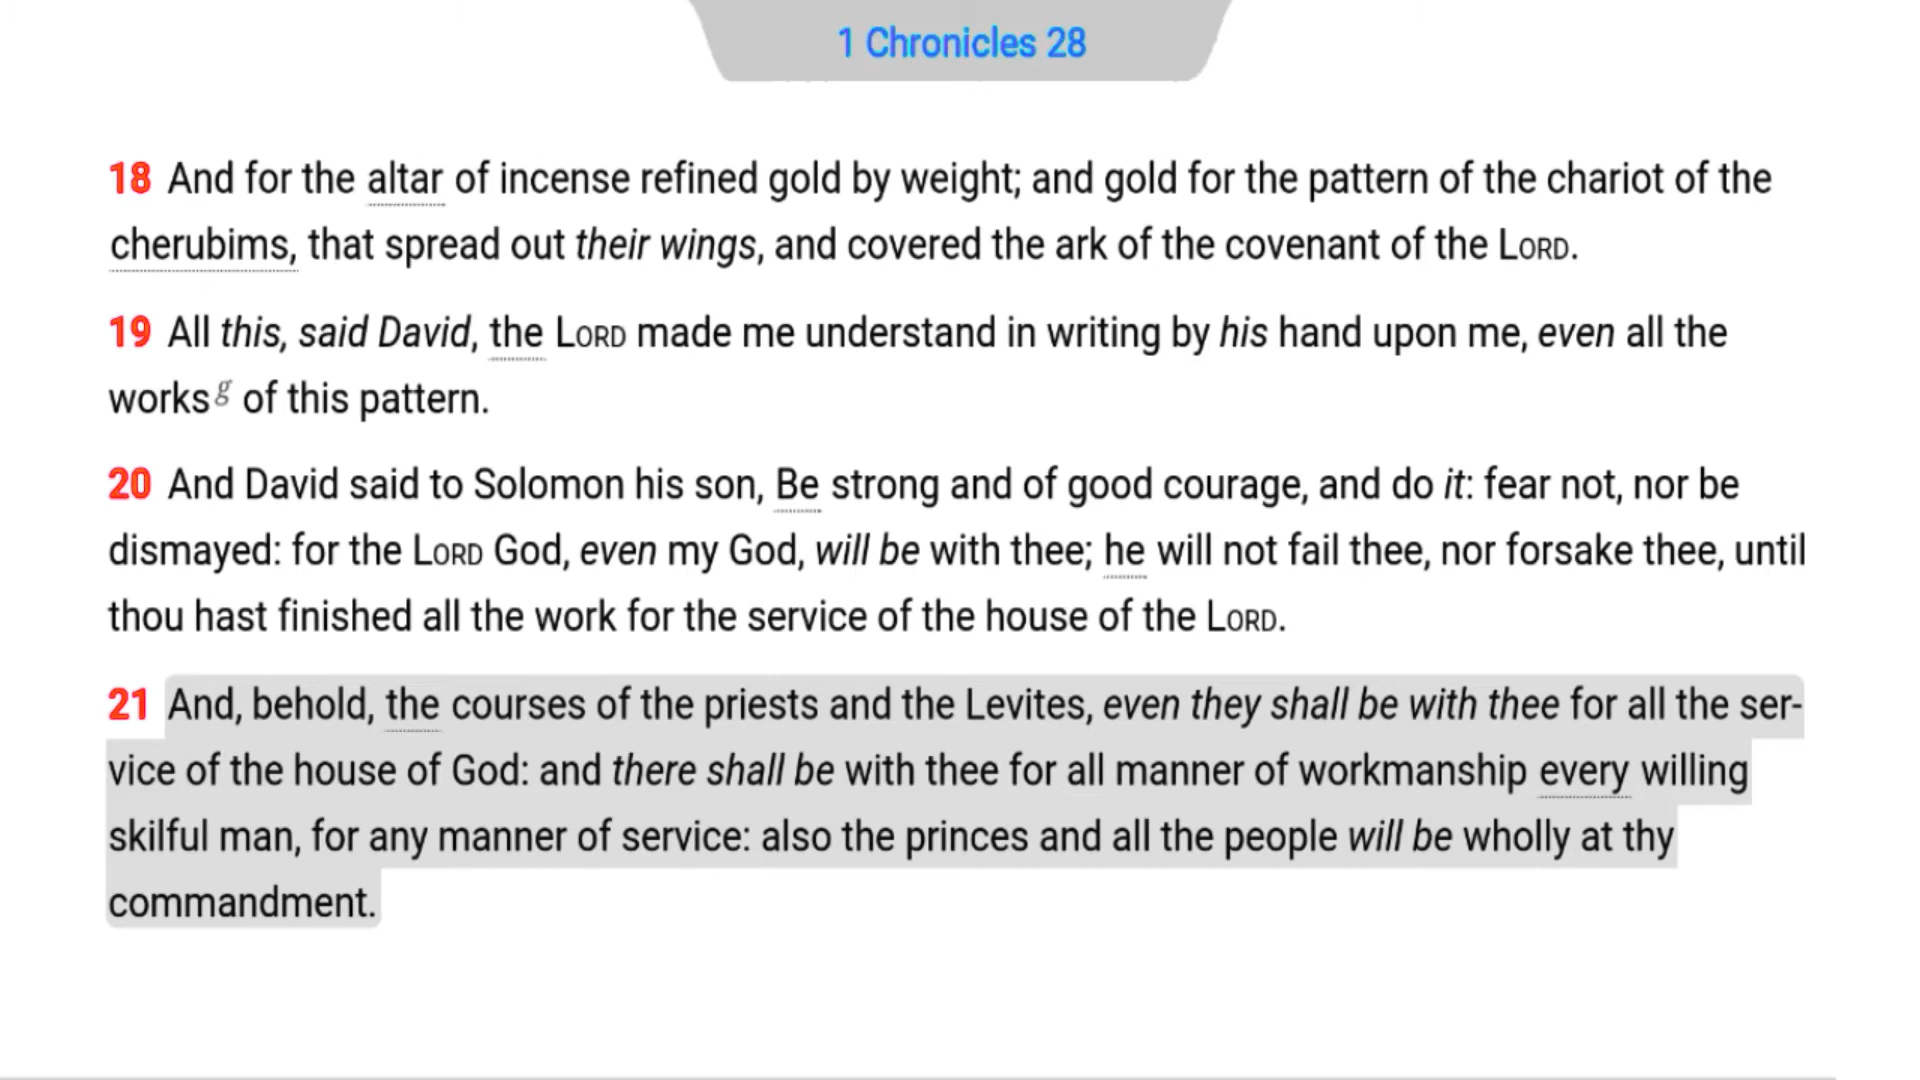 1 Chronicles 28
18 And for the altar of incense refined gold by weight; and gold for the pattern of the chariot of the
cherubims, that spread out their wings, and covered the ark of the covenant of the LORD.
19 All this, said David, the LORD made me understand in writing by his hand upon me, even all the
works g of this pattern.
20 And David said to Solomon his son, Be strong and of good courage, and do it: fear not, nor be
dismayed: for the LORD God, even my God, will be with thee; he will not fail thee, nor forsake thee, until
thou hast finished all the work for the service of the house of the LORD.
21 And, behold, the courses of the priests and the Levites, even they shall be with thee for all the ser-
vice of the house of God: and there shall be with thee for all manner of workmanship every willing
skilful man, for any manner of service: also the princes and all the people will be wholly at thy
commandment.